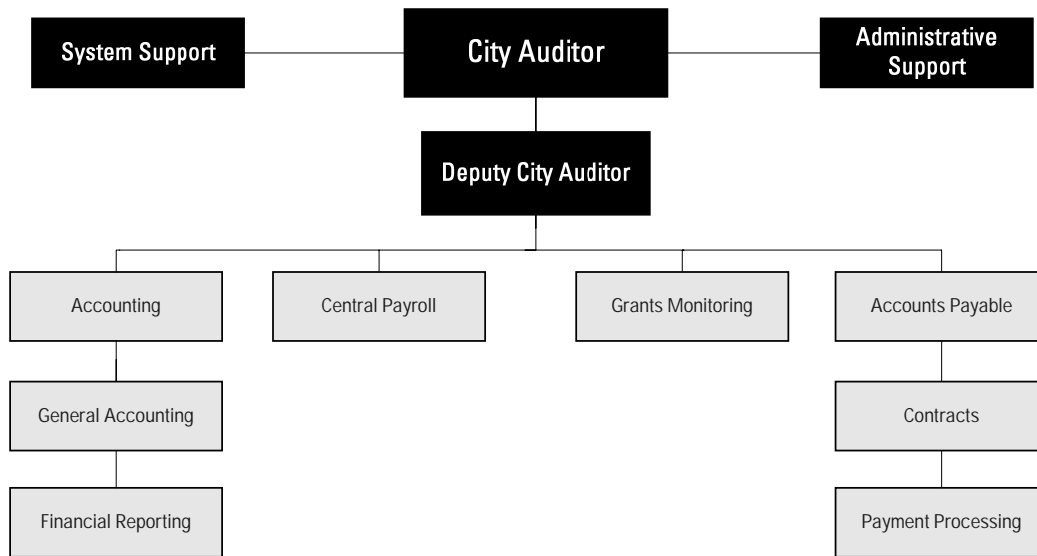 System Support
City Auditor
Administrative
Support
Deputy City Auditor
Accounting
Central Payroll
Grants Monitoring
Accounts Payable
General Accounting
Contracts
Financial Reporting
Payment Processing